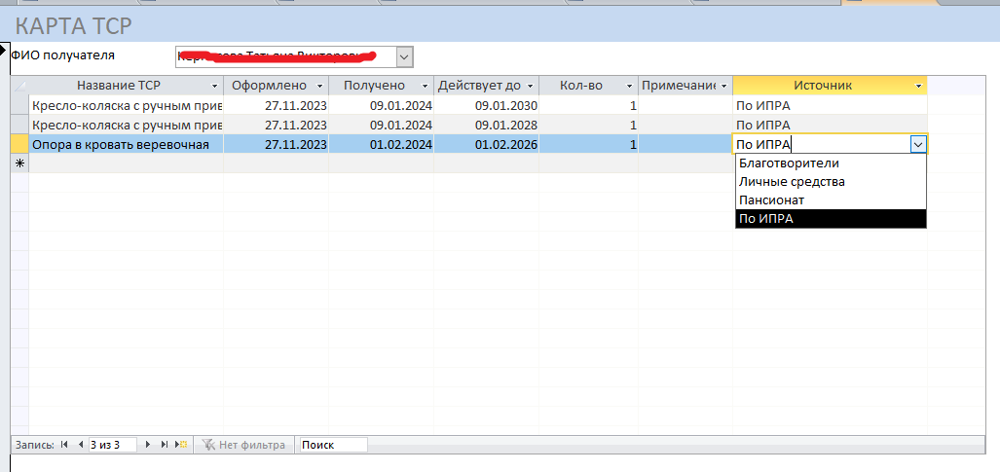 КАРТА ТСР
ФИО получателя
Название ТСР Оформлено Получено Действует до Кол-во Примечание Источник
Кресло-коляска с ручным прив 27.11.2023 09.01.2024 09.01.2030 1 По ИПРА
Кресло-коляска с ручным прив 27.11.2023 09.01.2024 09.01.2028 1 По ИПРА
Опора в кровать веревочная 27.11.2023 01.02.2024 01.02.2026 1 По ИПРА
Благотворители
Личные средства
Пансионат
По ИПРА
Запись: 3 из 3 Нет фильтра Поиск